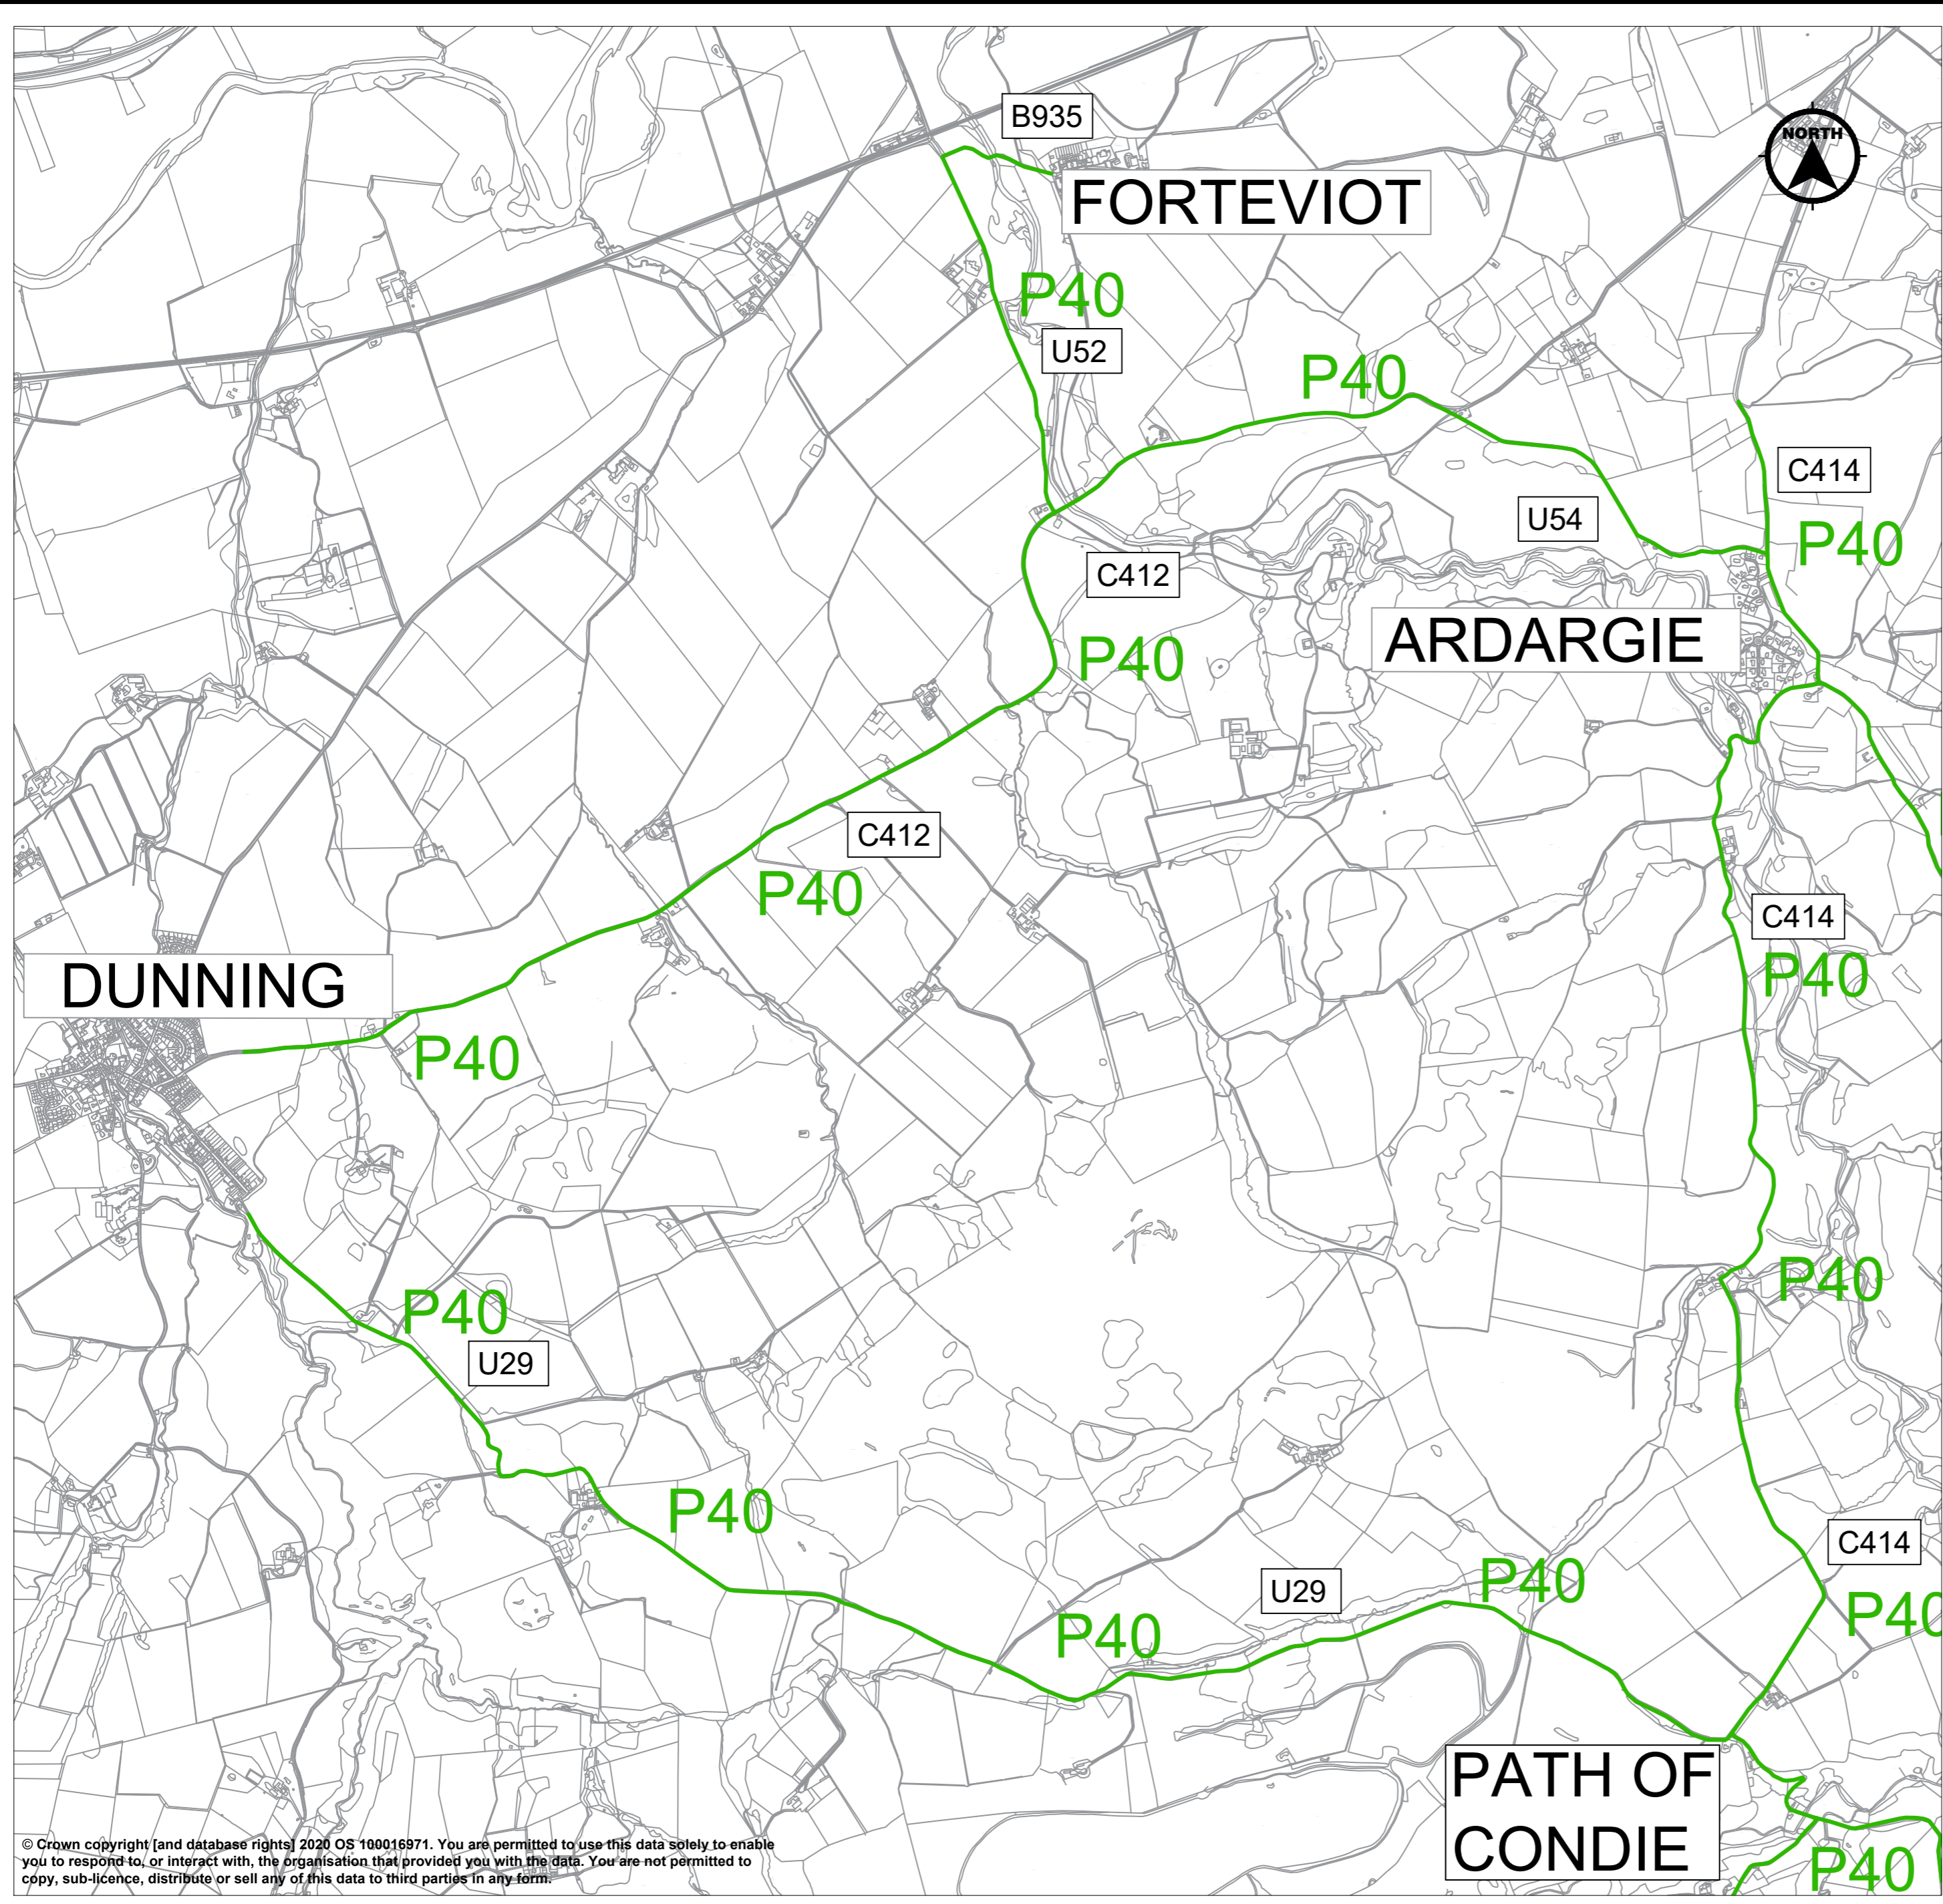 B935
NORTH
FORTEVIOT
P40
U52
P40
C414
U54
P40
C412
ARDARGIE
P40
C412
P40
C414
P40
DUNNING
P40
P40
P40
U29
P40
C414
P40
U29
P40
P40
PATH OF
CONDIE
P40
© Crown copyright [and database rights] 2020 OS 100016971. You are permitted to use this data solely to enable
you to respond to, or interact with, the organisation that provided you with the data. You are not permitted to
copy, sub-licence, distribute or sell any of this data to third parties in any form.